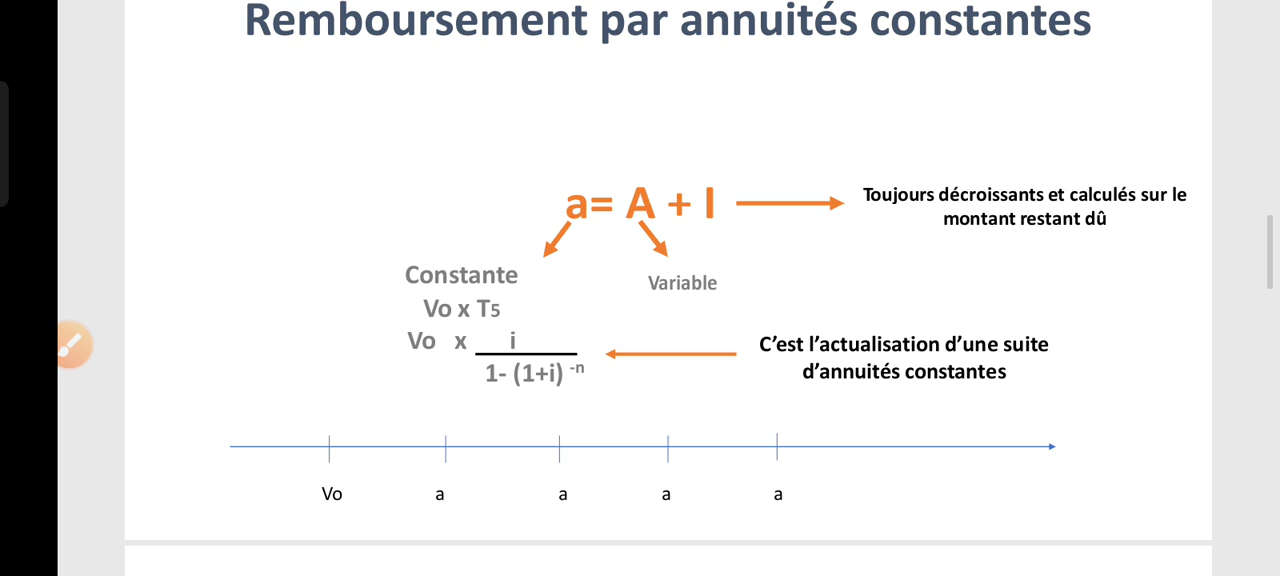 Remboursement par annuités constantes
a= A + I
Toujours décroissants et calculés sur le
montant restant dû
Constante
Variable
Vo x T5
Vo x i
1- (1+i) -n
C’est l’actualisation d’une suite
d’annuités constantes
Vo a a a a